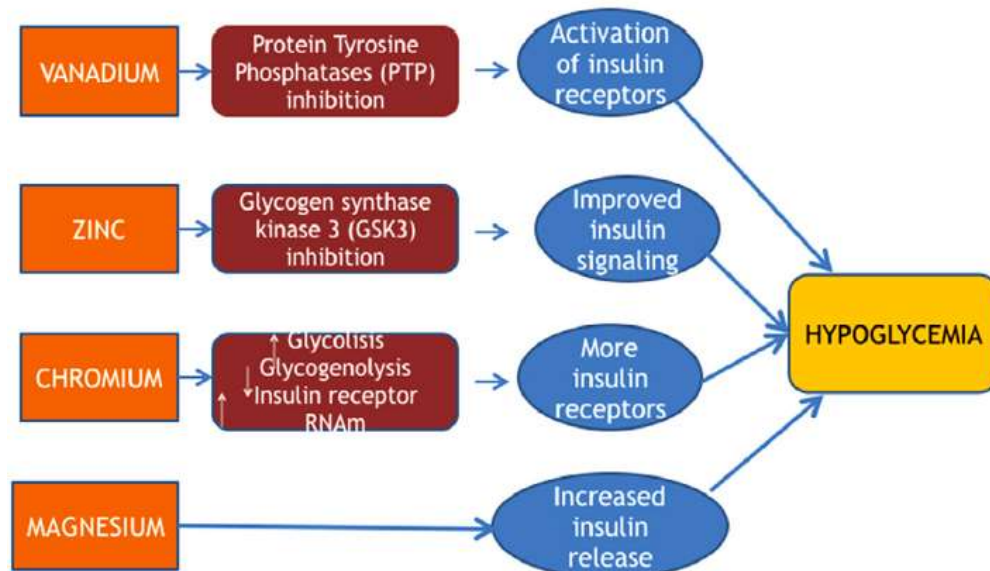 VANADIUM
Protein Tyrosine
Phosphatases (PTP)
inhibition
Activation
of insulin
receptors
ZINC
Glycogen synthase
kinase 3 (GSK3)
inhibition
Improved
insulin
signaling
CHROMIUM
↑ Glycolisis
↓ Glycogenolysis
↑ Insulin receptor
RNAm
More
insulin
receptors
MAGNESIUM
Increased
insulin
release
HYPOGLYCEMIA